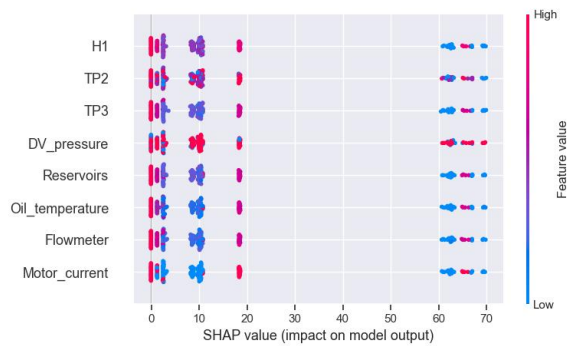 High
H1
TP2
TP3
DV_pressure
Reservoirs
Oil_temperature
Flowmeter
Motor_current
Feature value
Low
0 10 20 30 40 50 60 70
SHAP value (impact on model output)